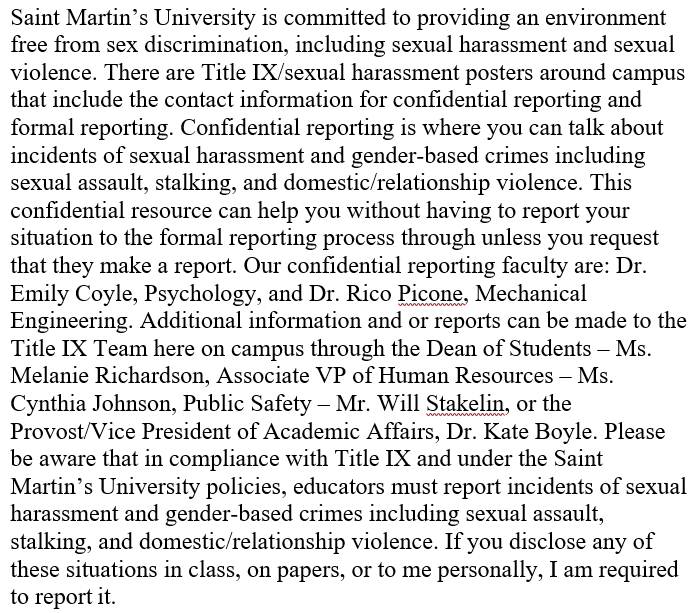 Saint Martin’s University is committed to providing an environment
free from sex discrimination, including sexual harassment and sexual
violence. There are Title IX/sexual harassment posters around campus
that include the contact information for confidential reporting and
formal reporting. Confidential reporting is where you can talk about
incidents of sexual harassment and gender-based crimes including
sexual assault, stalking, and domestic/relationship violence. This
confidential resource can help you without having to report your
situation to the formal reporting process through unless you request
that they make a report. Our confidential reporting faculty are: Dr.
Emily Coyle, Psychology, and Dr. Rico Picone, Mechanical
Engineering. Additional information and or reports can be made to the
Title IX Team here on campus through the Dean of Students – Ms.
Melanie Richardson, Associate VP of Human Resources – Ms.
Cynthia Johnson, Public Safety – Mr. Will Stakelin, or the
Provost/Vice President of Academic Affairs, Dr. Kate Boyle. Please
be aware that in compliance with Title IX and under the Saint
Martin’s University policies, educators must report incidents of sexual
harassment and gender-based crimes including sexual assault,
stalking, and domestic/relationship violence. If you disclose any of
these situations in class, on papers, or to me personally, I am required
to report it.